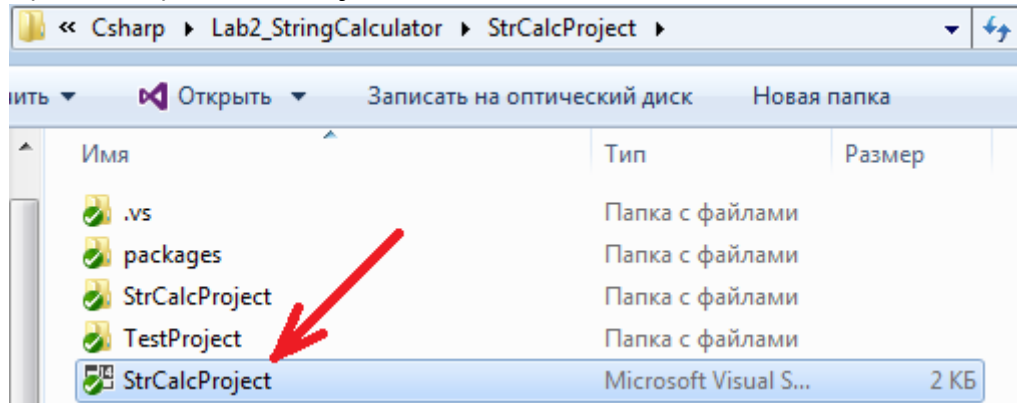 « Csharp ▸ Lab2_StringCalculator ▸ StrCalcProject ▸
нить Открыть Записать на оптический диск Новая папка
Имя Тип Размер
.vs Папка с файлами
packages Папка с файлами
StrCalcProject Папка с файлами
TestProject Папка с файлами
StrCalcProject Microsoft Visual S... 2 КБ